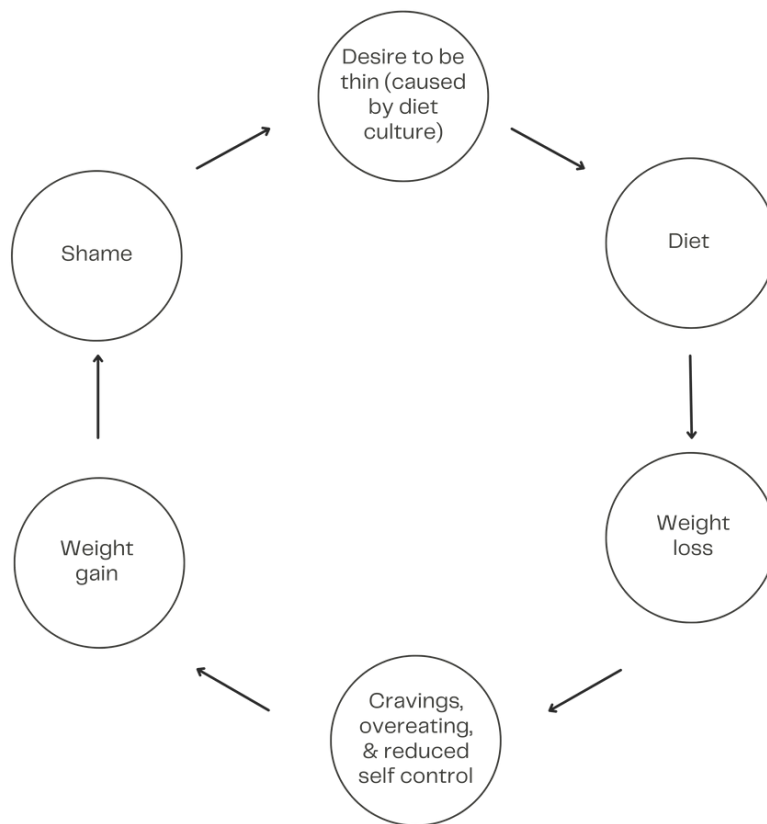 Desire to be
thin (caused
by diet
culture)
Diet
Weight
loss
Cravings,
overeating,
& reduced
self control
Weight
gain
Shame